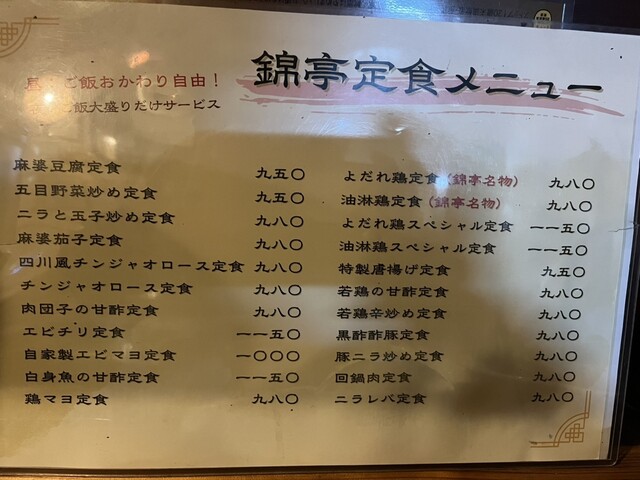 錦亭定食メニュー
ご飯おかわり自由!
飯大盛りだけサービス
麻婆豆腐定食 九五〇
五目野菜炒め定食 九五〇
ニラと玉子炒め定食 九八〇
麻婆茄子定食 九八〇
四川風チンジャオロース定食 九八〇
チンジャオロース定食 九八〇
肉団子の甘酢定食 九八〇
エビチリ定食 一一五〇
自家製エビマヨ定食 一〇〇〇
白身魚の甘酢定食 一一五〇
鶏マヨ定食 九八〇
よだれ鶏定食(錦亭名物) 九八〇
油淋鶏定食(錦亭名物) 九八〇
よだれ鶏スペシャル定食 一一五〇
油淋鶏スペシャル定食 一一五〇
特製唐揚げ定食 九五〇
若鶏の甘酢定食 九八〇
若鶏辛炒め定食 九八〇
黒酢酢豚定食 九八〇
豚ニラ炒め定食 九八〇
回鍋肉定食 九八〇
ニラレバ定食 九八〇